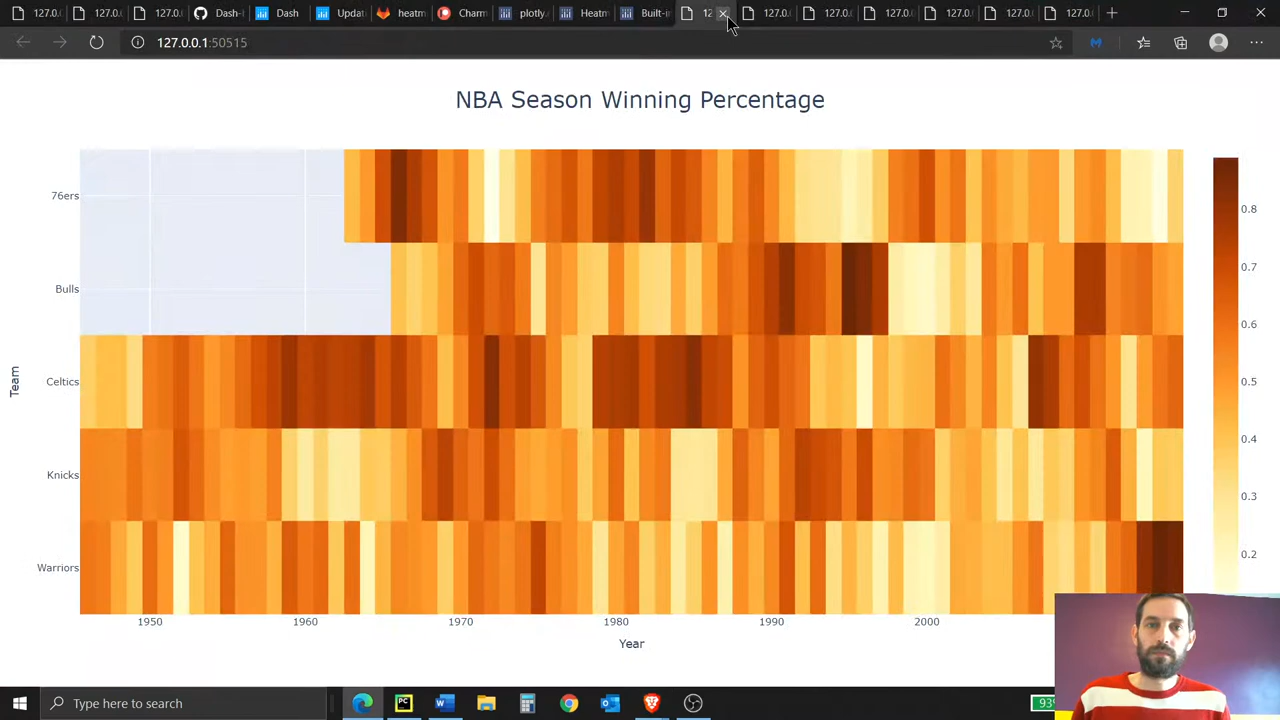 127.0.
127.0.
127.0.
Dash-
Dash
Updat
heatm
Charm
plotly.
Heatm
Built-i
12
127.0.
127.0.
127.0.
127.0.
127.0.
127.0.
127.0.0.1:50515
NBA Season Winning Percentage
76ers
Bulls
Celtics
Knicks
Warriors
Team
0.8
0.7
0.6
0.5
0.4
0.3
0.2
1950 1960 1970 1980 1990 2000
Year
Type here to search
PC
W
93%